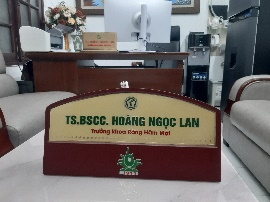 TS.BSCC. HOÀNG NGỌC LAN
Trưởng khoa Răng Hàm Mặt